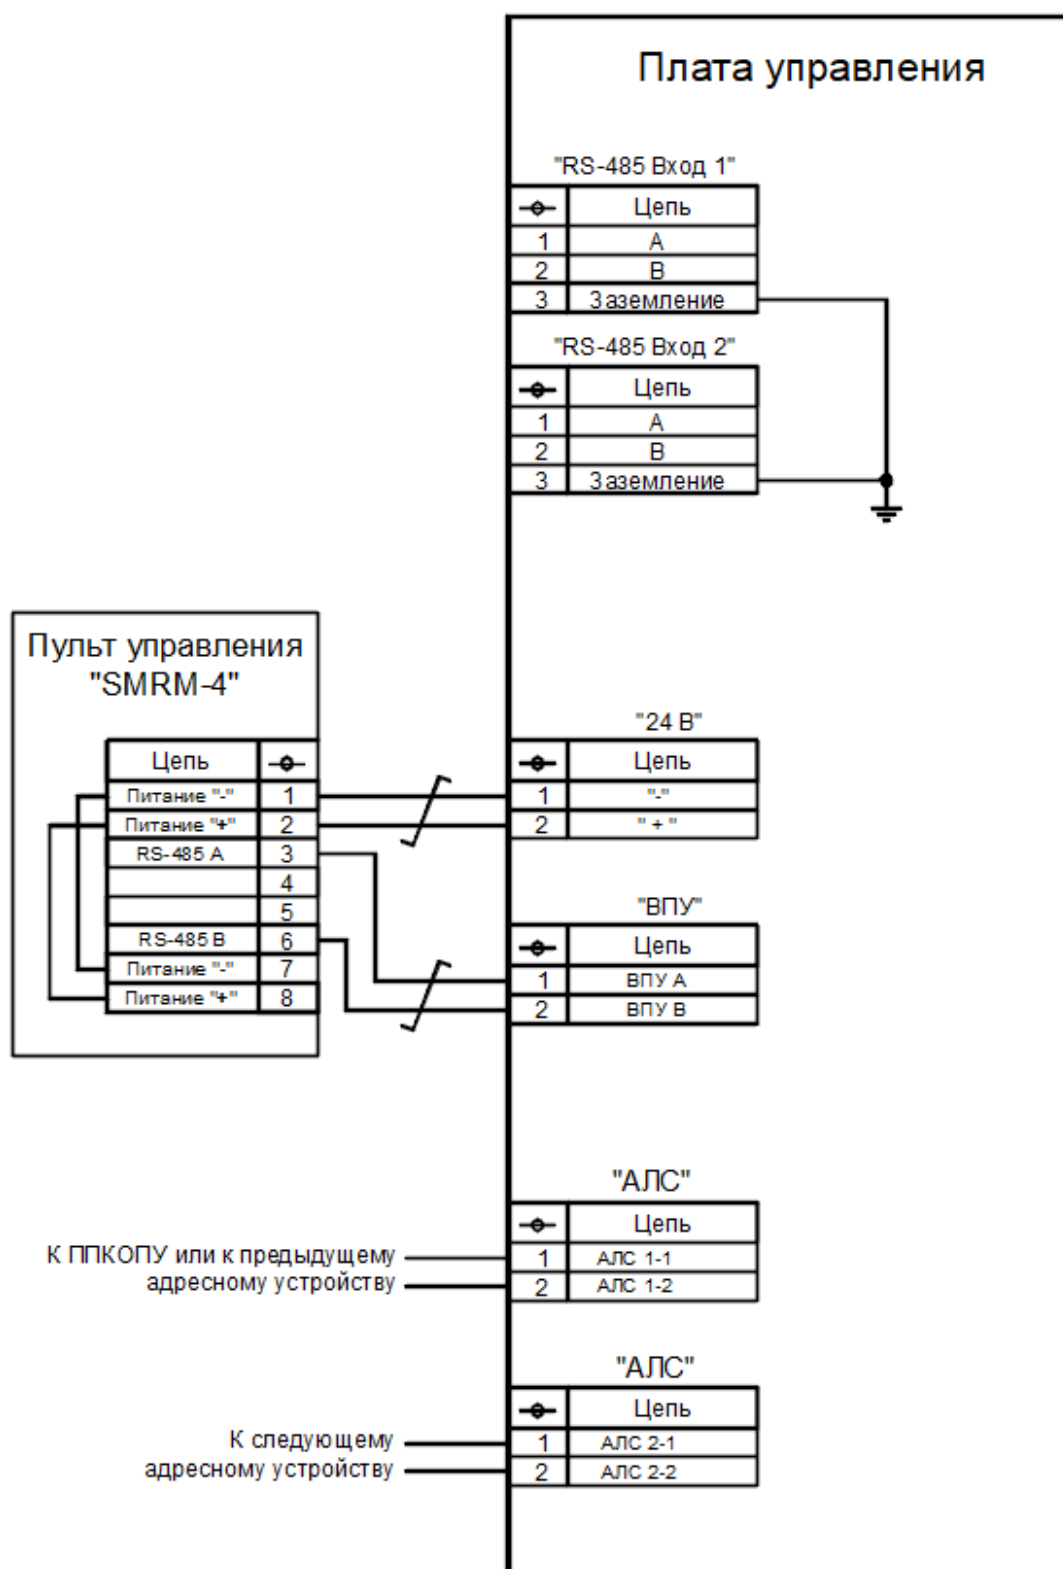 Плата управления
"RS-485 Вход 1"
Цепь
1 A
2 B
3 Заземление
"RS-485 Вход 2"
Цепь
1 A
2 B
3 Заземление
Пульт управления
"SMRM-4"
Цепь
Питание "-" 1
Питание "+" 2
RS-485 A 3
4
5
RS-485 B 6
Питание "-" 7
Питание "+" 8
"24 В"
Цепь
1 "-"
2 "+"
"ВПУ"
Цепь
1 ВПУ A
2 ВПУ B
"АЛС"
Цепь
К ППКОПУ или к предыдущему
адресному устройству
1 АЛС 1-1
2 АЛС 1-2
"АЛС"
Цепь
К следующему
адресному устройству
1 АЛС 2-1
2 АЛС 2-2